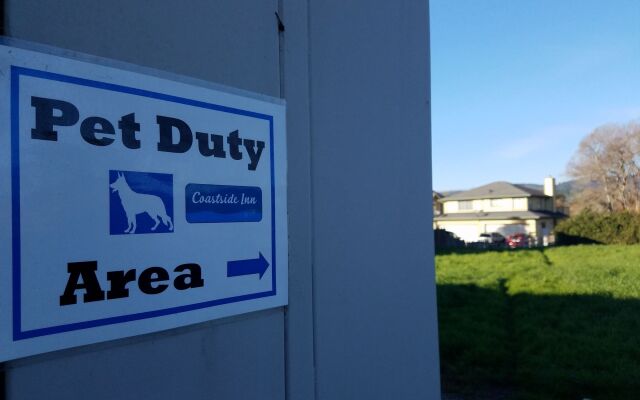 Pet Duty
Coastside Inn
Area